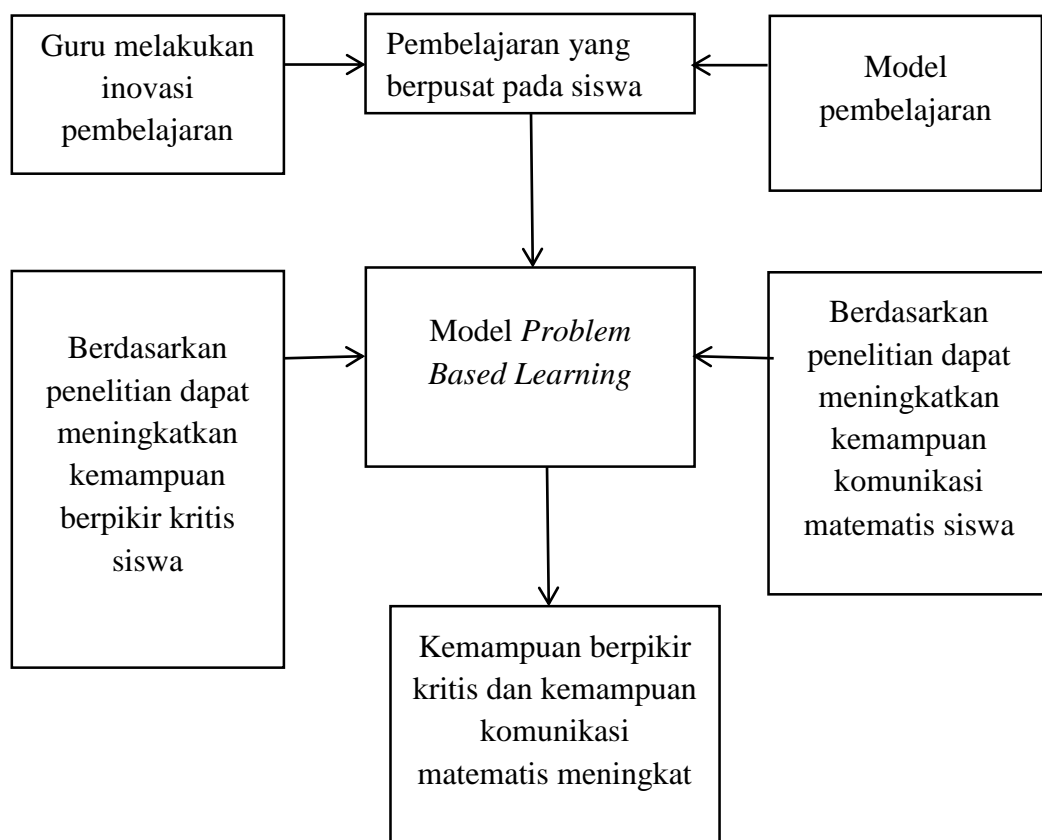 Guru melakukan
inovasi
pembelajaran
Pembelajaran yang
berpusat pada siswa
Model
pembelajaran
Berdasarkan
penelitian dapat
meningkatkan
kemampuan
berpikir kritis
siswa
Model Problem
Based Learning
Berdasarkan
penelitian dapat
meningkatkan
kemampuan
komunikasi
matematis siswa
Kemampuan berpikir
kritis dan kemampuan
komunikasi
matematis meningkat